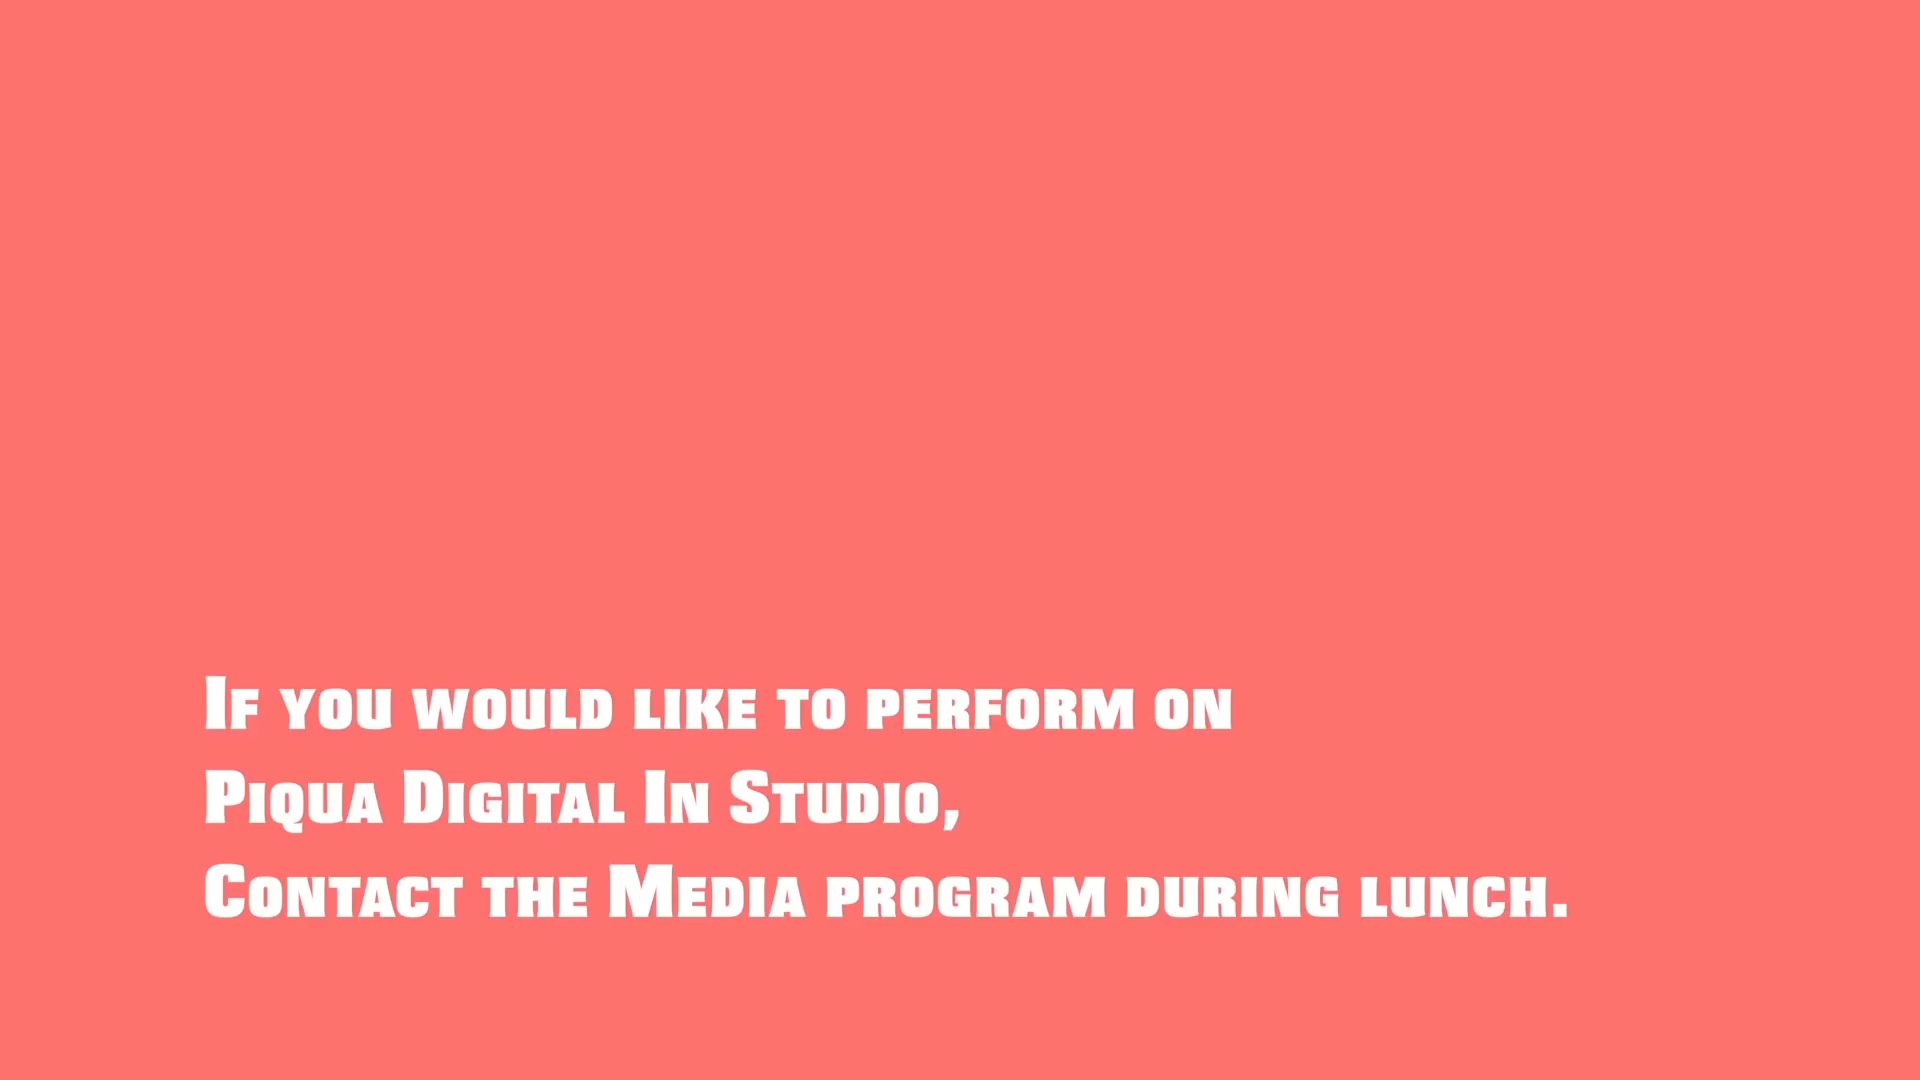 If you would like to perform on
Piqua Digital In Studio,
Contact the Media program during lunch.